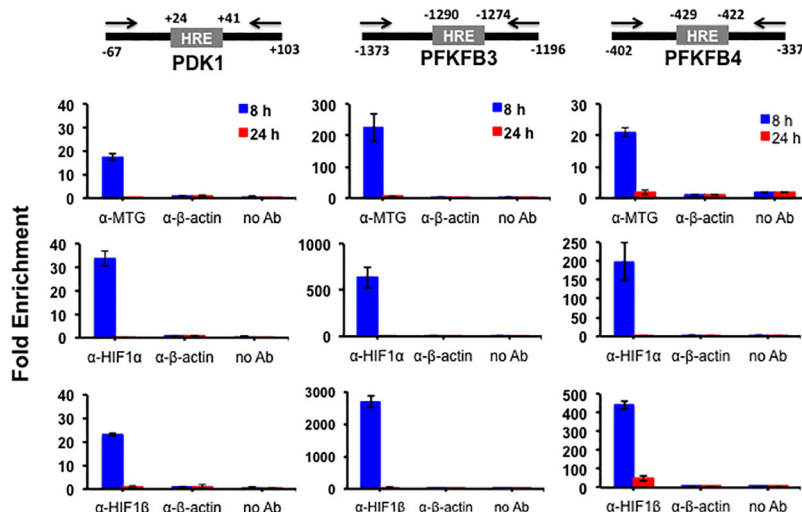 +24 +41 -1290 -1274 -429 -422
HRE HRE HRE
-67 +103 -1373 -1196 -402 -337
PDK1 PFKFB3 PFKFB4
Fold Enrichment
40
30
20
10
0
8 h
24 h
α-MTG α-β-actin no Ab
300
200
100
0
8 h
24 h
α-MTG α-β-actin no Ab
30
20
10
0
8 h
24 h
α-MTG α-β-actin no Ab
40
30
20
10
0
α-HIF1α α-β-actin no Ab
1000
500
0
α-HIF1α α-β-actin no Ab
250
200
150
100
50
0
α-HIF1α α-β-actin no Ab
40
30
20
10
0
α-HIF1β α-β-actin no Ab
3000
2000
1000
0
α-HIF1β α-β-actin no Ab
500
400
300
200
100
0
α-HIF1β α-β-actin no Ab